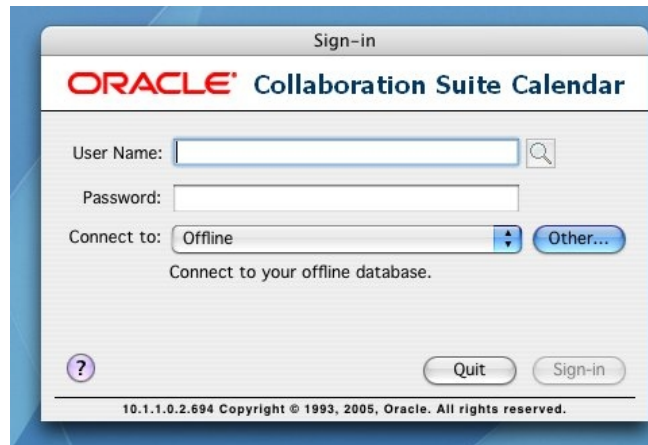 Sign-in
ORACLE® Collaboration Suite Calendar
User Name:
Password:
Connect to: Offline Other...
Connect to your offline database.
? Quit Sign-in
10.1.1.0.2.694 Copyright © 1993, 2005, Oracle. All rights reserved.